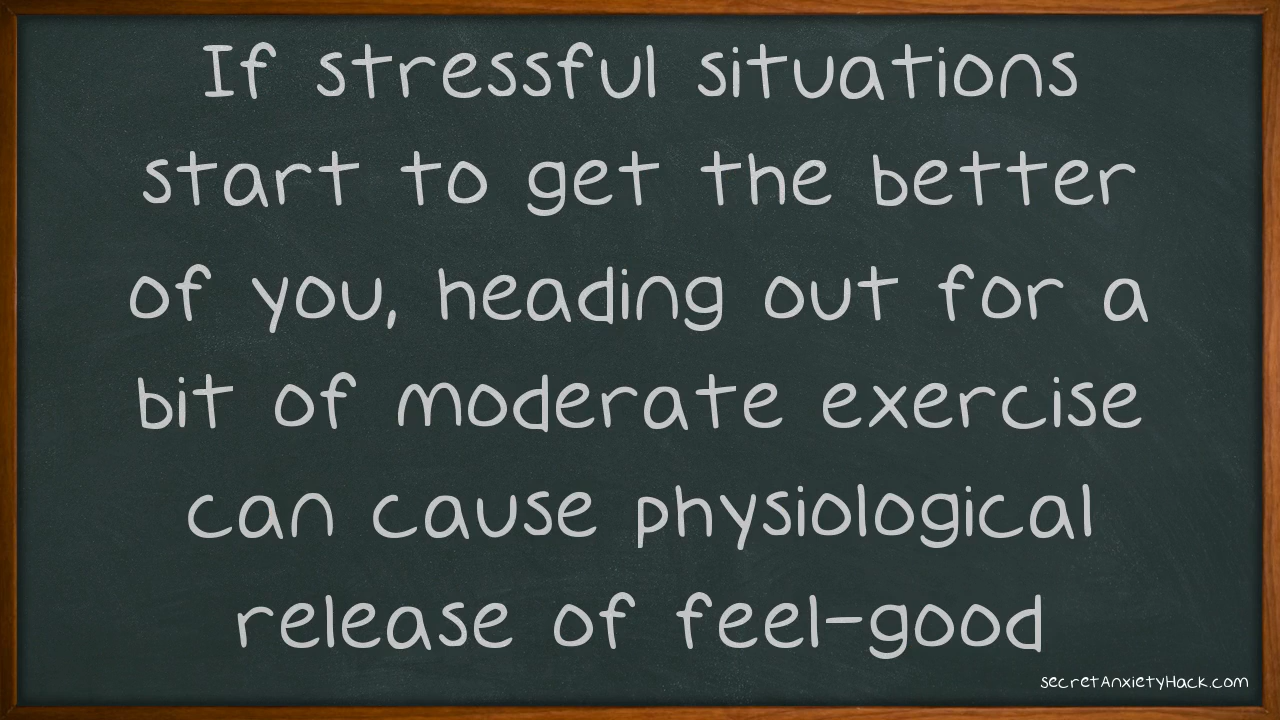 If stressful situations
start to get the better
of you, heading out for a
bit of moderate exercise
can cause physiological
release of feel-good
secretAnxietyHack.com